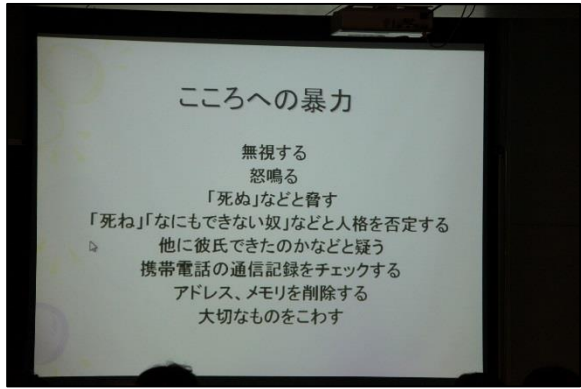 こころへの暴力
無視する
怒鳴る
「死ぬ」などと脅す
「死ね」「なにもできない奴」などと人格を否定する
他に彼氏できたのかなどと疑う
携帯電話の通信記録をチェックする
アドレス、メモリを削除する
大切なものをこわす